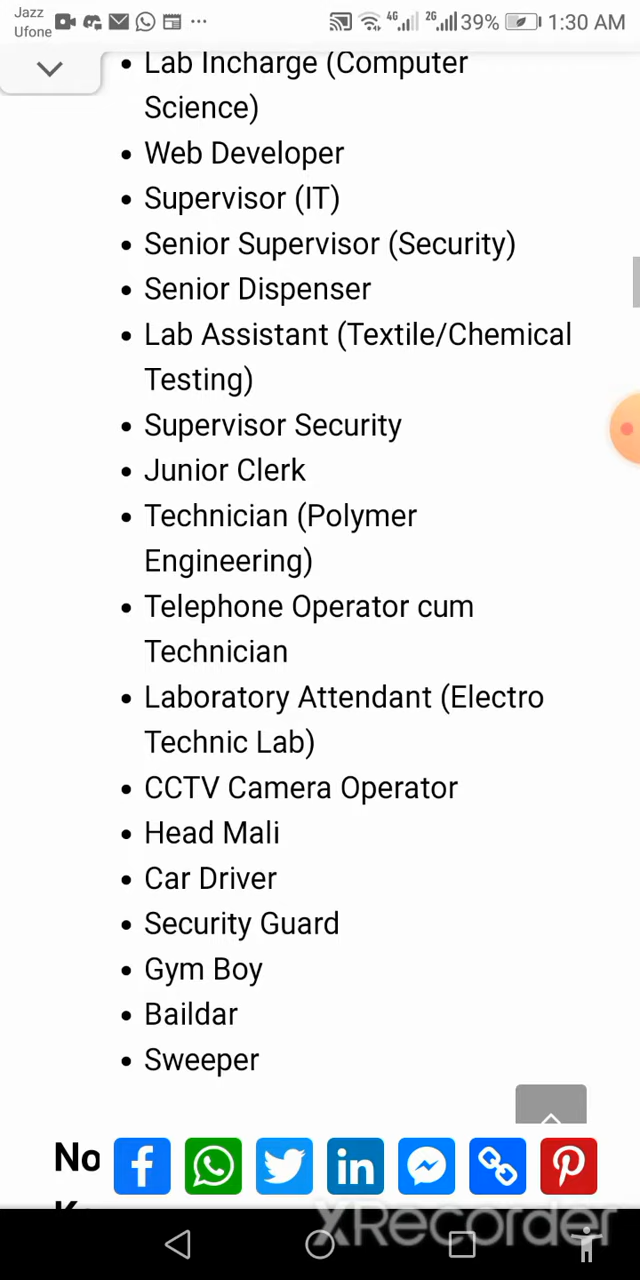 Jazz
Ufone
4G
2G
39%
1:30 AM
• Lab Incharge (Computer
Science)
• Web Developer
• Supervisor (IT)
• Senior Supervisor (Security)
• Senior Dispenser
• Lab Assistant (Textile/Chemical
Testing)
• Supervisor Security
• Junior Clerk
• Technician (Polymer
Engineering)
• Telephone Operator cum
Technician
• Laboratory Attendant (Electro
Technic Lab)
• CCTV Camera Operator
• Head Mali
• Car Driver
• Security Guard
• Gym Boy
• Baildar
• Sweeper
No
XRecorder